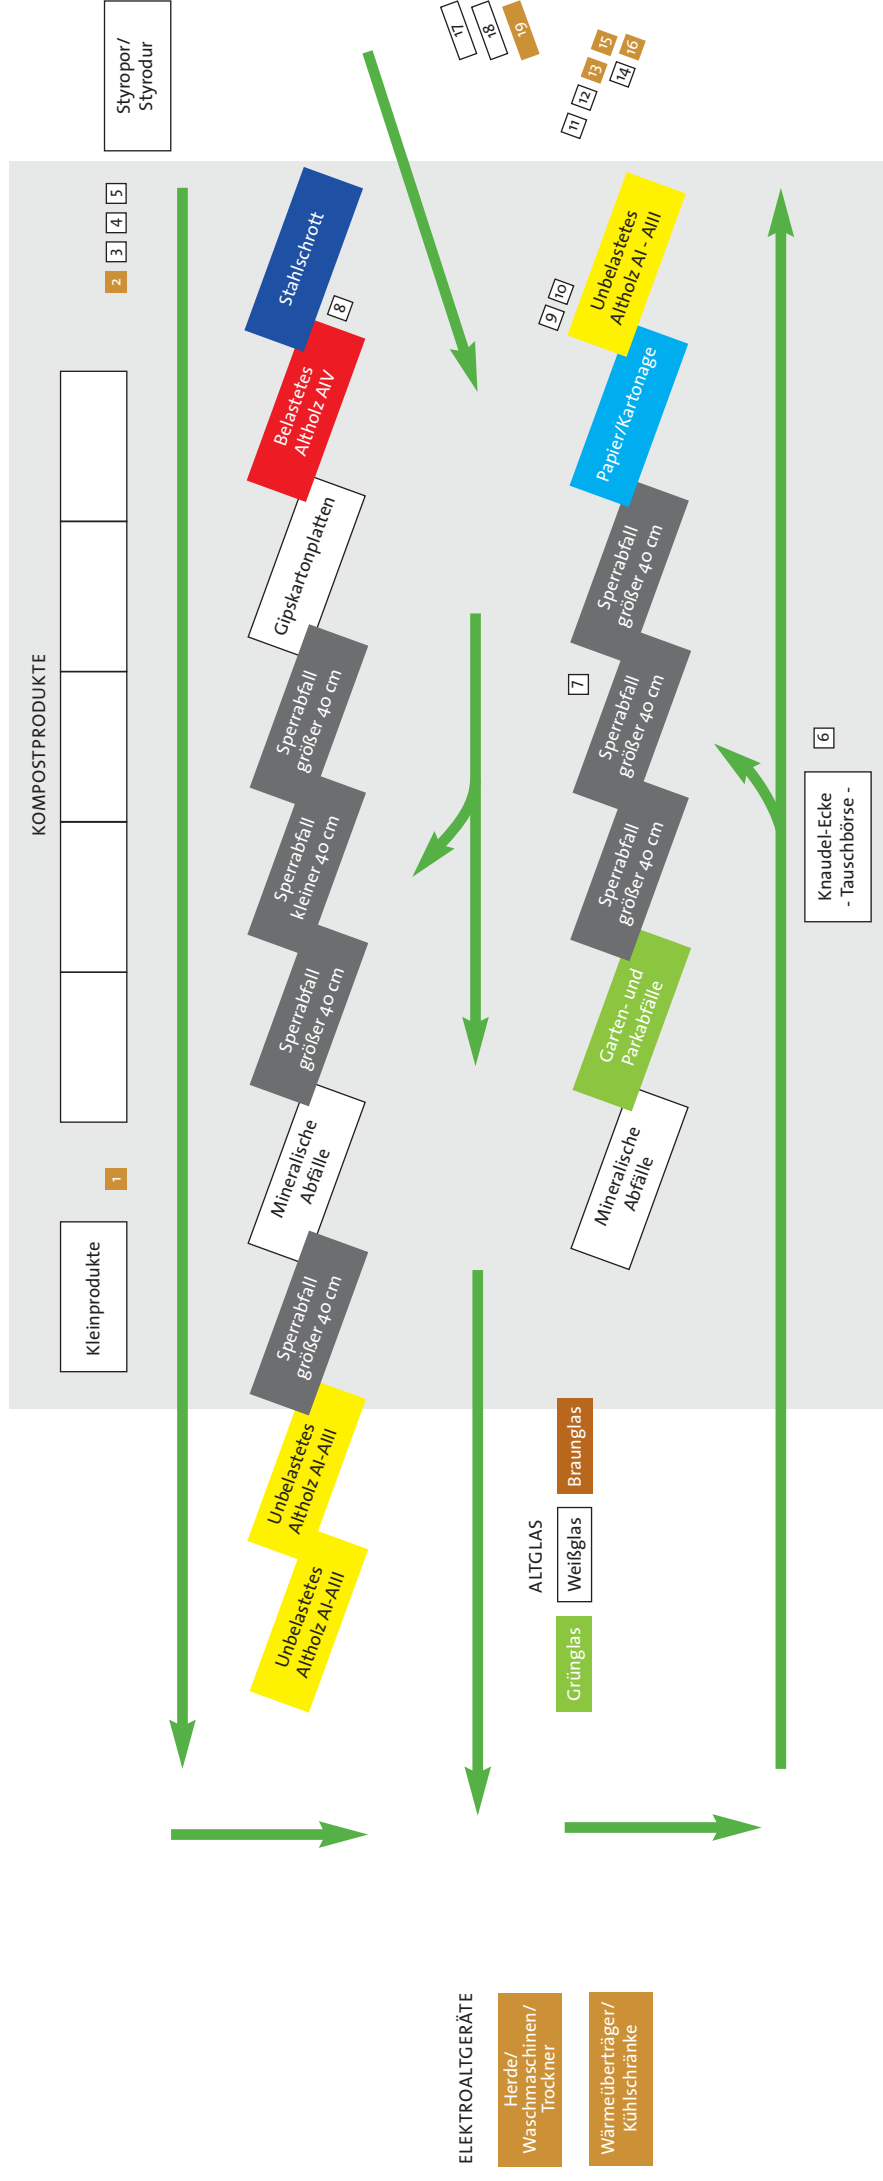 Styropor/
Styrodur
17
18
19
15
16
13
14
12
11
5
4
3
2
Stahlschrott
8
Belastetes
Altholz AIV
Gipskartonplatten
Sperrabfall
größer 40 cm
Sperrabfall
kleiner 40 cm
Sperrabfall
größer 40 cm
Mineralische
Abfälle
Sperrabfall
größer 40 cm
Unbelastetes
Altholz AI-AIII
Unbelastetes
Altholz AI-AIII
KOMPOSTPRODUKTE
1
Kleinprodukte
Unbelastetes
Altholz AI - AIII
9
10
Papier/Kartonage
Sperrabfall
größer 40 cm
7
Sperrabfall
größer 40 cm
Sperrabfall
größer 40 cm
Garten- und
Parkabfälle
Mineralische
Abfälle
6
Knaudel-Ecke
- Tauschbörse -
ALTGLAS
Braunglas
Weißglas
Grünglas
ELEKTROALTGERÄTE
Herde/
Waschmaschinen/
Trockner
Wärmeüberträger/
Kühlschränke